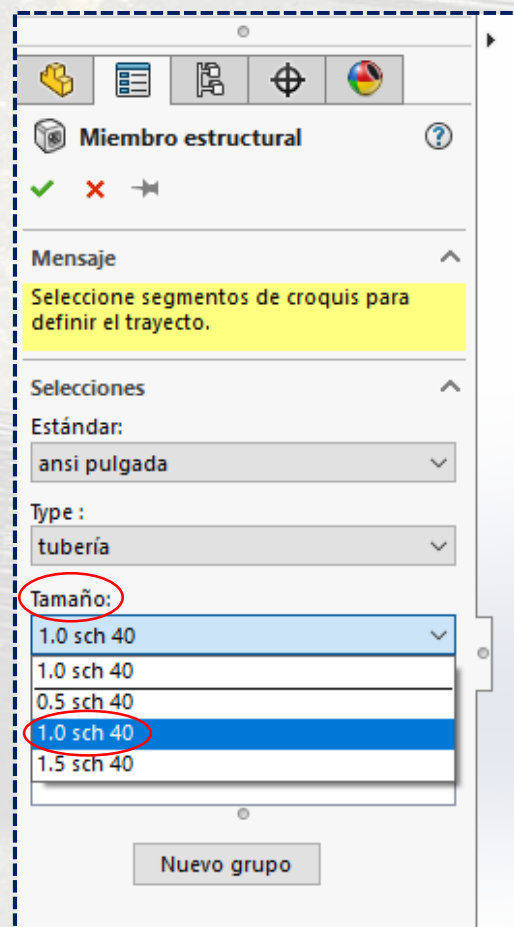 Miembro estructural
Mensaje
Seleccione segmentos de croquis para
definir el trayecto.
Selecciones
Estándar:
ansi pulgada
Type :
tubería
Tamaño:
1.0 sch 40
1.0 sch 40
0.5 sch 40
1.0 sch 40
1.5 sch 40
Nuevo grupo